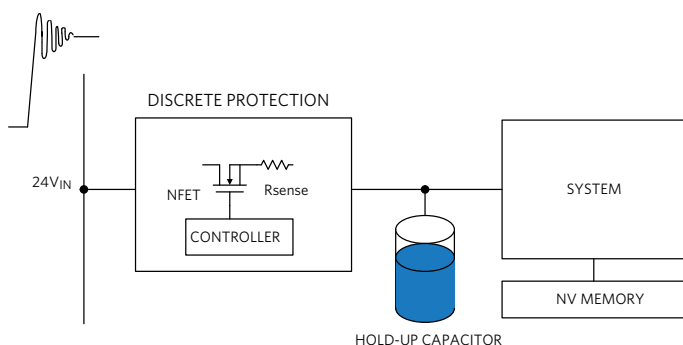 DISCRETE PROTECTION
24VIN
NFET
Rsense
CONTROLLER
SYSTEM
NV MEMORY
HOLD-UP CAPACITOR